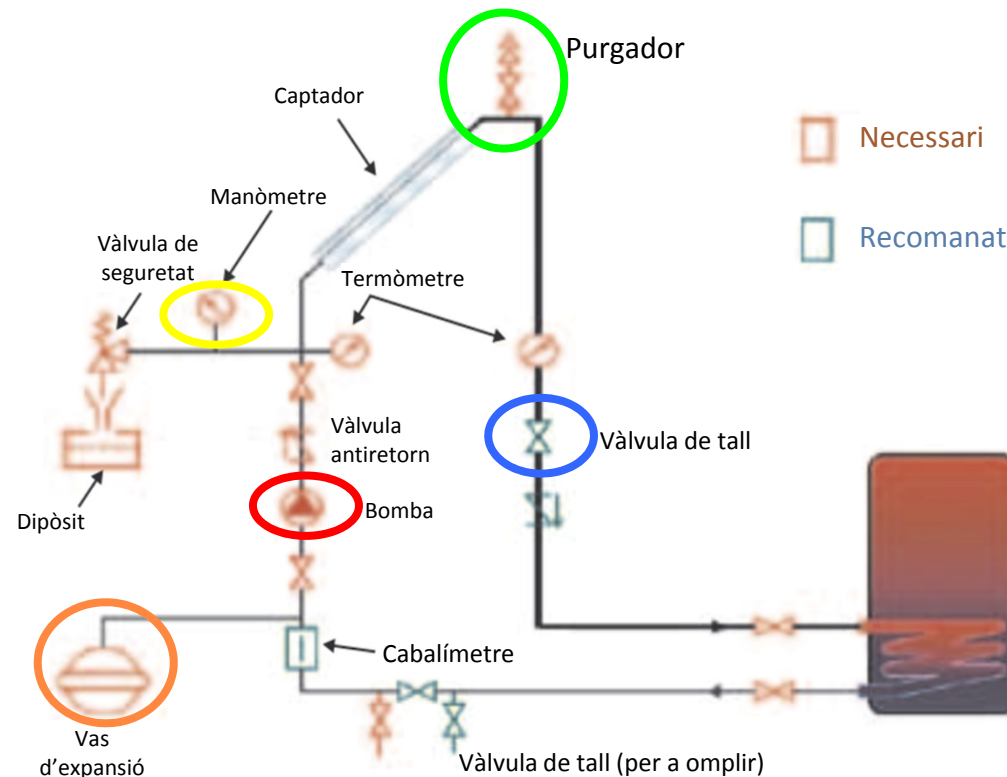 Purgador
Captador
Necessari
Manòmetre
Recomanat
Vàlvula de
seguretat
Termòmetre
Vàlvula
antiretorn
Vàlvula de tall
Bomba
Dipòsit
Cabalímetre
Vas
d'expansió
Vàlvula de tall (per a omplir)